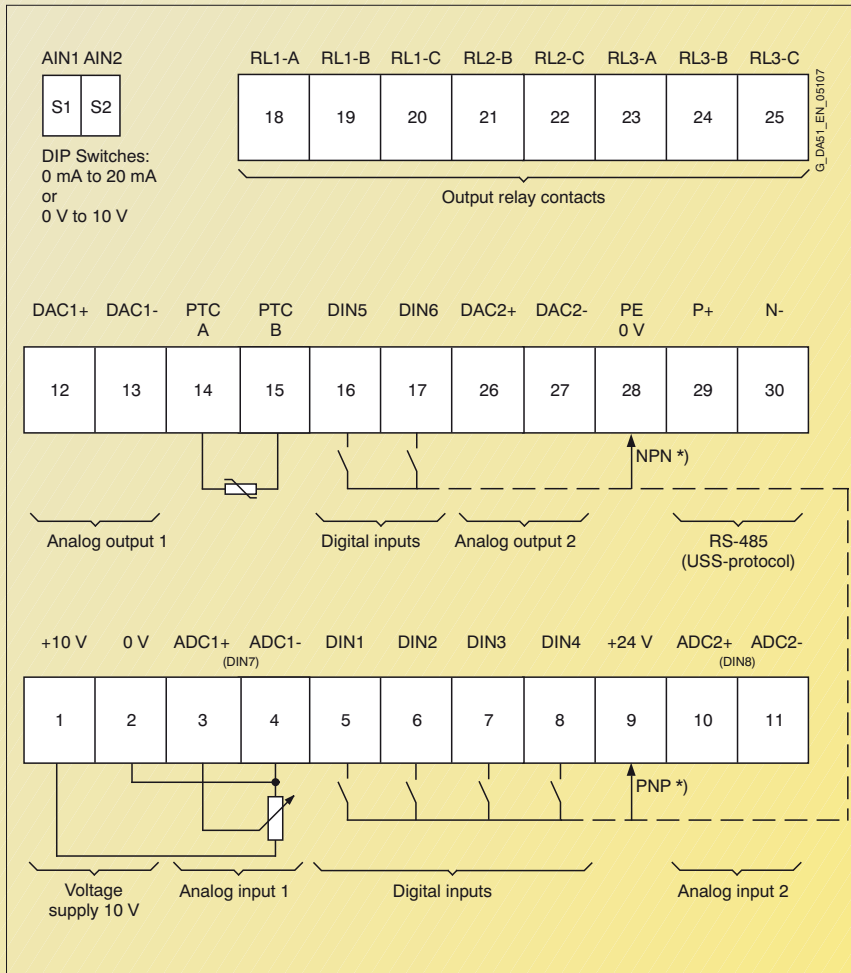 AIN1 AIN2
S1 S2
DIP Switches:
0 mA to 20 mA
or
0 V to 10 V
RL1-A RL1-B RL1-C RL2-B RL2-C RL3-A RL3-B RL3-C
18 19 20 21 22 23 24 25
Output relay contacts
G_DA51_EN_05107
DAC1+ DAC1- PTC A PTC B DIN5 DIN6 DAC2+ DAC2- PE 0 V P+ N-
12 13 14 15 16 17 26 27 28 29 30
NPN *)
Analog output 1
Digital inputs
Analog output 2
RS-485
(USS-protocol)
+10 V 0 V ADC1+ ADC1- DIN1 DIN2 DIN3 DIN4 +24 V ADC2+ ADC2-
(DIN7) (DIN8)
1 2 3 4 5 6 7 8 9 10 11
PNP *)
Voltage
supply 10 V
Analog input 1
Digital inputs
Analog input 2